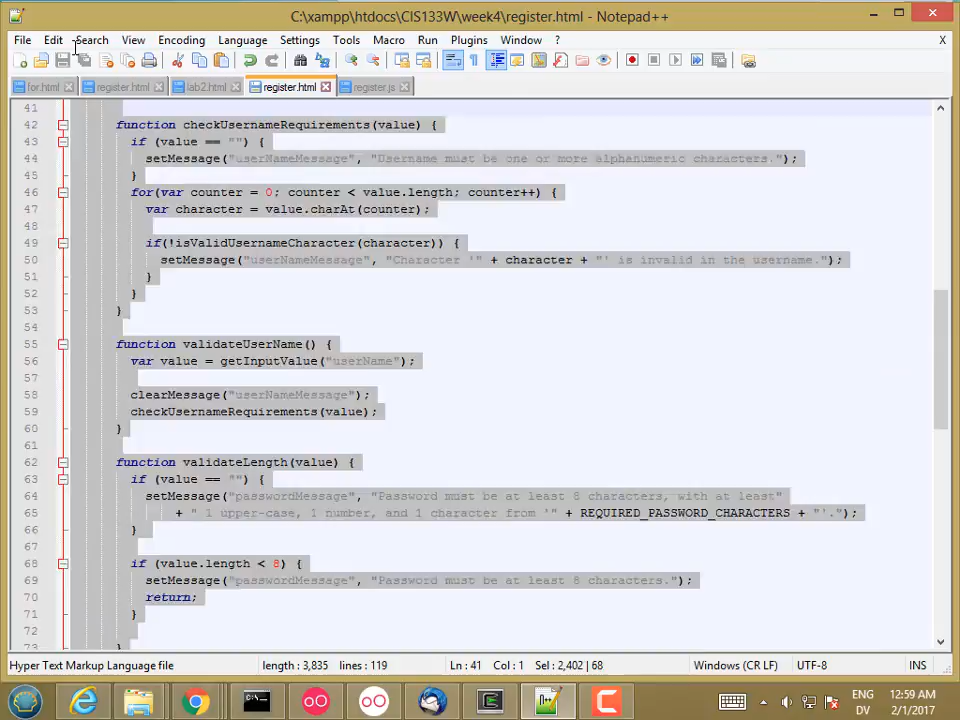 C:\xampp\htdocs\CIS133W\week4\register.html - Notepad++
File Edit Search View Encoding Language Settings Tools Macro Run Plugins Window ? X
for.html register.html lab2.html register.html register.js
41
42 function checkUsernameRequirements(value) {
43 if (value == "") {
44 setMessage("userNameMessage", "Username must be one or more alphanumeric characters.");
45 }
46 for(var counter = 0; counter < value.length; counter++) {
47 var character = value.charAt(counter);
48
49 if(!isValidUsernameCharacter(character)) {
50 setMessage("userNameMessage", "Character '" + character + "' is invalid in the username.");
51 }
52 }
53 }
54
55 function validateUserName() {
56 var value = getInputValue("userName");
57
58 clearMessage("userNameMessage");
59 checkUsernameRequirements(value);
60 }
61
62 function validateLength(value) {
63 if (value == "") {
64 setMessage("passwordMessage", "Password must be at least 8 characters, with at least"
65 + " 1 upper-case, 1 number, and 1 character from '" + REQUIRED_PASSWORD_CHARACTERS + "'.");
66 }
67
68 if (value.length < 8) {
69 setMessage("passwordMessage", "Password must be at least 8 characters.");
70 return;
71 }
72
73 }
Hyper Text Markup Language file length : 3,835 lines : 119 Ln : 41 Col : 1 Sel : 2,402 | 68 Windows (CR LF) UTF-8 INS
ENG 12:59 AM
DV 2/1/2017